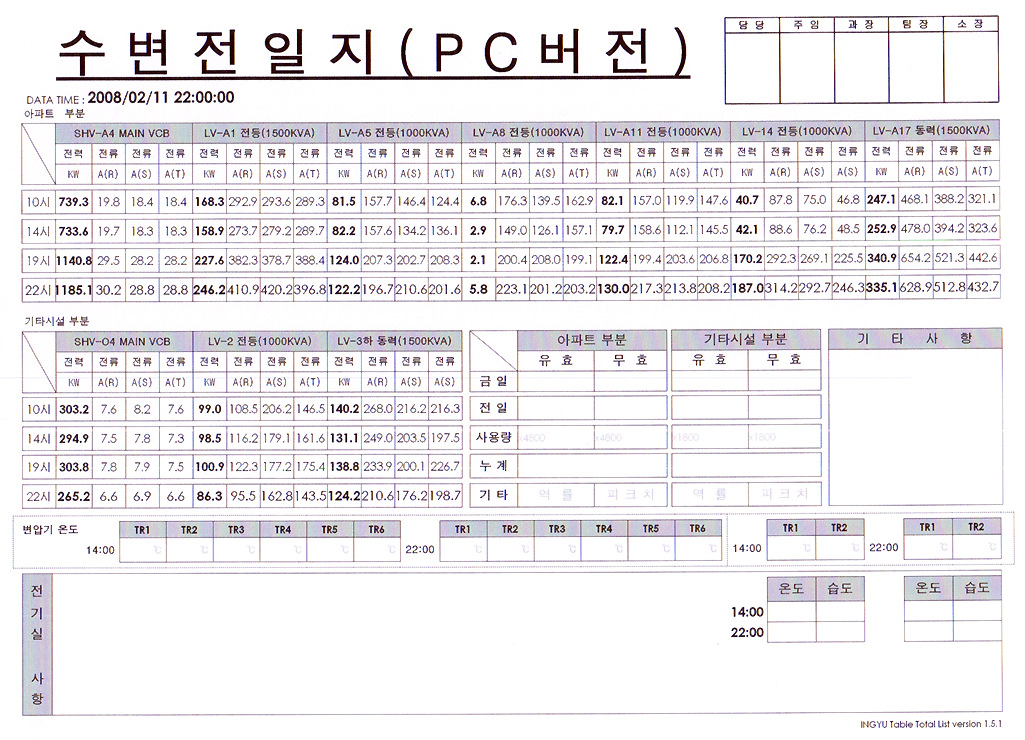 수변전일지(PC버전)
담당 주임 과장 팀장 소장
DATA TIME : 2008/02/11 22:00:00
아파트 부분
SHV-A4 MAIN VCB LV-A1 전등(1500KVA) LV-A5 전등(1000KVA) LV-A8 전등(1000KVA) LV-A11 전등(1000KVA) LV-14 전등(1000KVA) LV-A17 동력(1500KVA)
전력 전류 전류 전류 전력 전류 전류 전류 전력 전류 전류 전류 전력 전류 전류 전류 전력 전류 전류 전류 전력 전류 전류 전류 전력 전류 전류 전류
KW A(R) A(S) A(T) KW A(R) A(S) A(T) KW A(R) A(S) A(T) KW A(R) A(S) A(T) KW A(R) A(S) A(T) KW A(R) A(S) A(T) KW A(R) A(S) A(T)
10시 739.3 19.8 18.4 18.4 168.3 292.9 293.6 289.3 81.5 157.7 146.4 124.4 6.8 176.3 139.5 162.9 82.1 157.0 119.9 147.6 40.7 87.8 75.0 46.8 247.1 468.1 388.2 321.1
14시 733.6 19.7 18.3 18.3 158.9 273.7 279.2 289.7 82.2 157.6 134.2 136.1 2.9 149.0 126.1 157.1 79.7 158.6 112.1 145.5 42.1 88.6 76.2 48.5 252.9 478.0 394.2 323.6
19시 1140.8 29.5 28.2 28.2 227.6 382.3 378.7 388.4 124.0 207.3 202.7 208.3 2.1 200.4 208.0 199.1 122.4 199.4 203.6 206.8 170.2 292.3 269.1 225.5 340.9 654.2 521.3 442.6
22시 1185.1 30.2 28.8 28.8 246.2 410.9 420.2 396.8 122.2 196.7 210.6 201.6 5.8 223.1 201.2 203.2 130.0 217.3 213.8 208.2 187.0 314.2 292.7 246.3 335.1 628.9 512.8 432.7
기타시설 부분
SHV-O4 MAIN VCB LV-2 전등(1000KVA) LV-3하 동력(1500KVA)
전력 전류 전류 전류 전력 전류 전류 전류 전력 전류 전류 전류
KW A(R) A(S) A(T) KW A(R) A(S) A(T) KW A(R) A(S) A(S)
10시 303.2 7.6 8.2 7.6 99.0 108.5 206.2 146.5 140.2 268.0 216.2 216.3
14시 294.9 7.5 7.8 7.3 98.5 116.2 179.1 161.6 131.1 249.0 203.5 197.5
19시 303.8 7.8 7.9 7.5 100.9 122.3 177.2 175.4 138.8 233.9 200.1 226.7
22시 265.2 6.6 6.9 6.6 86.3 95.5 162.8 143.5 124.2 210.6 176.2 198.7
아파트 부분 기타시설 부분
유 효 무 효 유 효 무 효
금 일
전 일
사용량 x4800 x4800 x1800 x1800
누 계
기 타 역 률 피크치 역 률 피크치
기 타 사 항
변압기 온도 TR1 TR2 TR3 TR4 TR5 TR6 TR1 TR2 TR3 TR4 TR5 TR6 TR1 TR2 TR1 TR2
14:00 ℃ ℃ ℃ ℃ ℃ ℃ 22:00 ℃ ℃ ℃ ℃ ℃ ℃ 14:00 ℃ ℃ 22:00 ℃ ℃
전기실 사항
온도 습도 온도 습도
14:00
22:00
INGYU Table Total List version 1.5.1